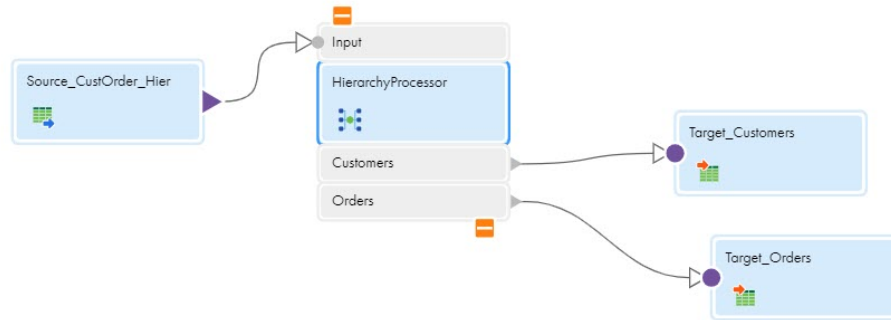 Input
Source_CustOrder_Hier
HierarchyProcessor
Customers
Orders
Target_Customers
Target_Orders